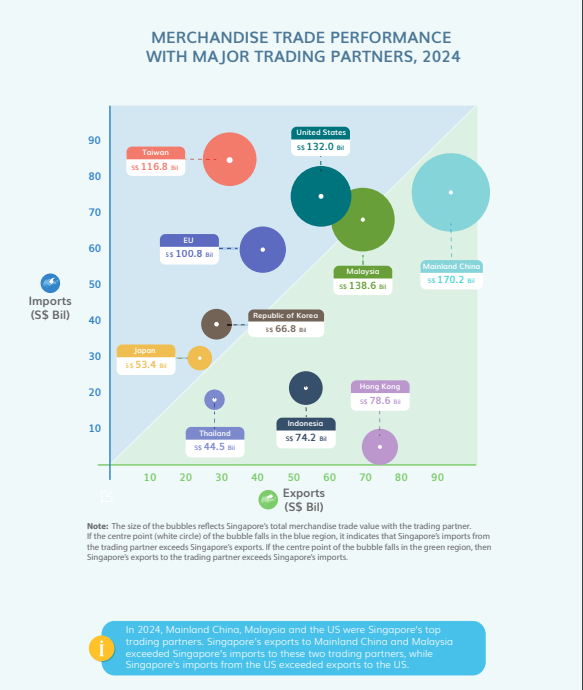 MERCHANDISE TRADE PERFORMANCE
WITH MAJOR TRADING PARTNERS, 2024
90
80
70
60
50
40
30
20
10
Imports
(S$ Bil)
United States
S$ 132.0 Bil
Taiwan
S$ 116.8 Bil
EU
S$ 100.8 Bil
Malaysia
S$ 138.6 Bil
Mainland China
S$ 170.2 Bil
Republic of Korea
S$ 66.8 Bil
Japan
S$ 53.4 Bil
Hong Kong
S$ 78.6 Bil
Indonesia
S$ 74.2 Bil
Thailand
S$ 44.5 Bil
10 20 30 40 50 60 70 80 90
Exports
(S$ Bil)
Note: The size of the bubbles reflects Singapore's total merchandise trade value with the trading partner.
If the centre point (white circle) of the bubble falls in the blue region, it indicates that Singapore's imports from
the trading partner exceed Singapore's exports. If the centre point of the bubble falls in the green region, then
Singapore's exports to the trading partner exceeds Singapore's imports.
i
In 2024, Mainland China, Malaysia and the US were Singapore's top
trading partners. Singapore's exports to Mainland China and Malaysia
exceeded Singapore's imports to these two trading partners, while
Singapore's imports from the US exceeded exports to the US.